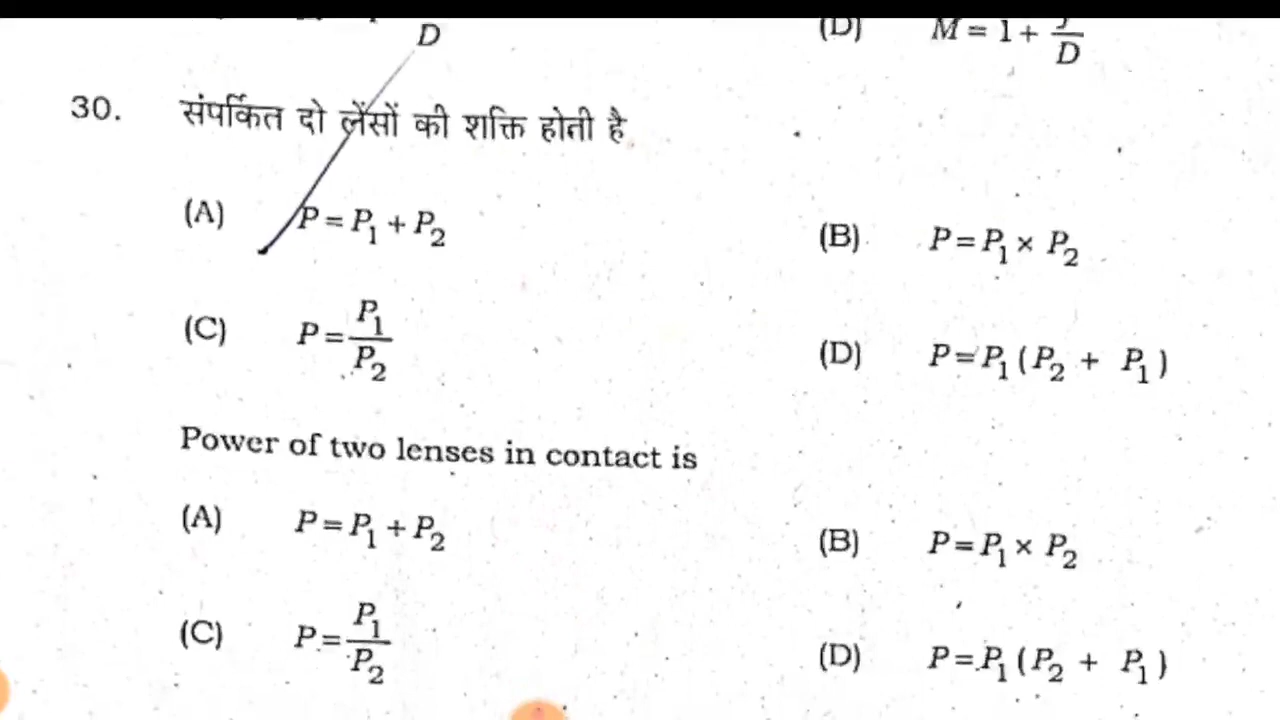 D
(D) M = 1 + f/D
30. संपर्कित दो लेंसों की शक्ति होती है
(A) P = P₁ + P₂
(B) P = P₁ × P₂
(C) P = P₁/P₂
(D) P = P₁ ( P₂ + P₁ )
Power of two lenses in contact is
(A) P = P₁ + P₂
(B) P = P₁ × P₂
(C) P = P₁/P₂
(D) P = P₁ ( P₂ + P₁ )